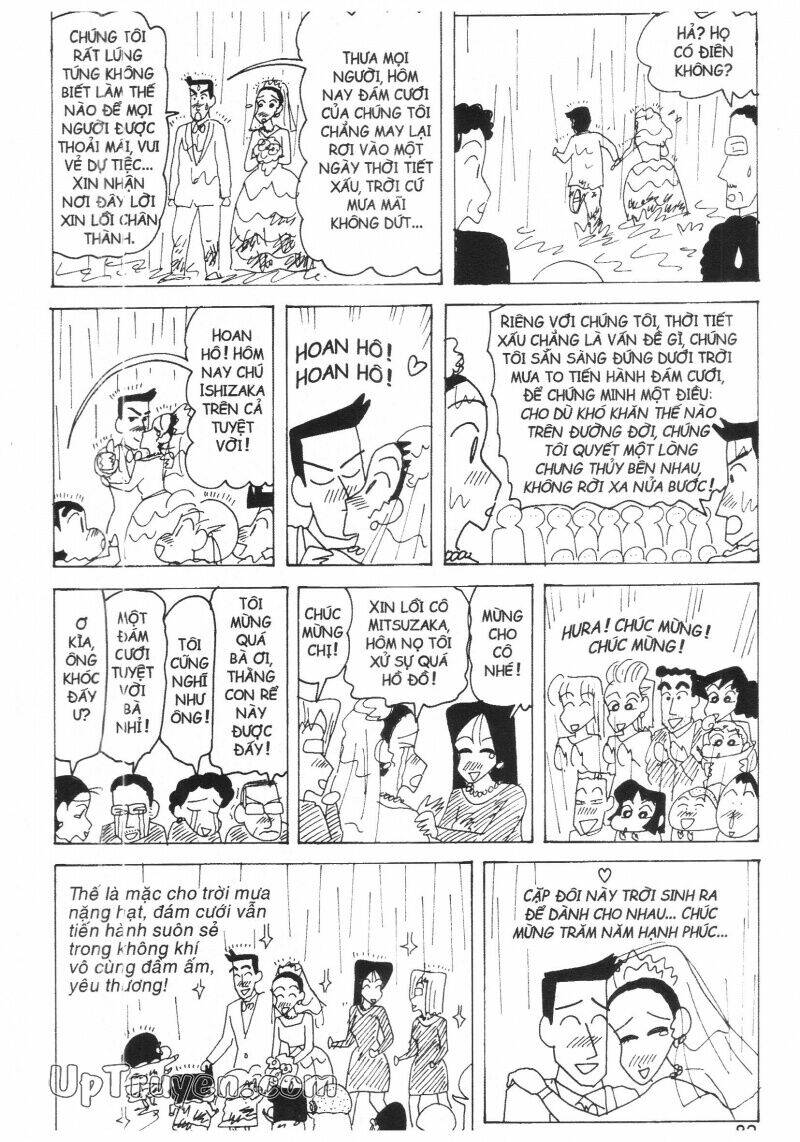 CHÚNG TÔI
RẤT LÚNG
TÚNG KHÔNG
BIẾT LÀM THẾ
NÀO ĐỂ MỌI
NGƯỜI ĐƯỢC
THOẢI MÁI, VUI
VẺ DỰ TIỆC...
XIN NHẬN
NƠI ĐÂY LỜI
XIN LỖI CHÂN
THÀNH.
THƯA MỌI
NGƯỜI, HÔM
NAY ĐÁM CƯỚI
CỦA CHÚNG TÔI
CHẲNG MAY LẠI
RƠI VÀO MỘT
NGÀY THỜI TIẾT
XẤU, TRỜI CỨ
MƯA MÃI
KHÔNG DỨT...
HẢ? HỌ
CÓ ĐIÊN
KHÔNG?
HOAN
HÔ! HÔM
NAY CHÚ
ISHIZAKA
TRÊN CẢ
TUYỆT
VỜI!
HOAN HÔ!
HOAN HÔ!
RIÊNG VỚI CHÚNG TÔI, THỜI TIẾT
XẤU CHẲNG LÀ VẤN ĐỀ GÌ, CHÚNG
TÔI SẴN SÀNG ĐỨNG DƯỚI TRỜI
MƯA TO TIẾN HÀNH ĐÁM CƯỚI,
ĐỂ CHỨNG MINH MỘT ĐIỀU:
CHO DÙ KHÓ KHĂN THẾ NÀO
TRÊN ĐƯỜNG ĐỜI, CHÚNG
TÔI QUYẾT MỘT LÒNG
CHUNG THỦY BÊN NHAU,
KHÔNG RỜI XA NỬA BƯỚC!
Ơ
KÌA,
ÔNG
KHÓC
ĐẤY
Ư?
MỘT
ĐÁM
CƯỚI
TUYỆT
VỜI
BÀ
NHỈ!
TÔI
CŨNG
NGHĨ
NHƯ
ÔNG!
TÔI
MỪNG
QUÁ
BÀ ƠI,
THẰNG
CON RỂ
NÀY
ĐƯỢC
ĐẤY!
CHÚC
MỪNG
CHỊ!
XIN LỖI CÔ
MITSUZAKA,
HÔM NỌ TÔI
XỬ SỰ QUÁ
HỒ ĐỒ!
MỪNG
CHO
CÔ
NHÉ!
HURA! CHÚC MỪNG!
CHÚC MỪNG!
Thế là mặc cho trời mưa
nặng hạt, đám cưới vẫn
tiến hành suôn sẻ
trong không khí
vô cùng đầm ấm,
yêu thương!
CẶP ĐÔI NÀY TRỜI SINH RA
ĐỂ DÀNH CHO NHAU... CHÚC
MỪNG TRĂM NĂM HẠNH PHÚC...
UpTruyen.com